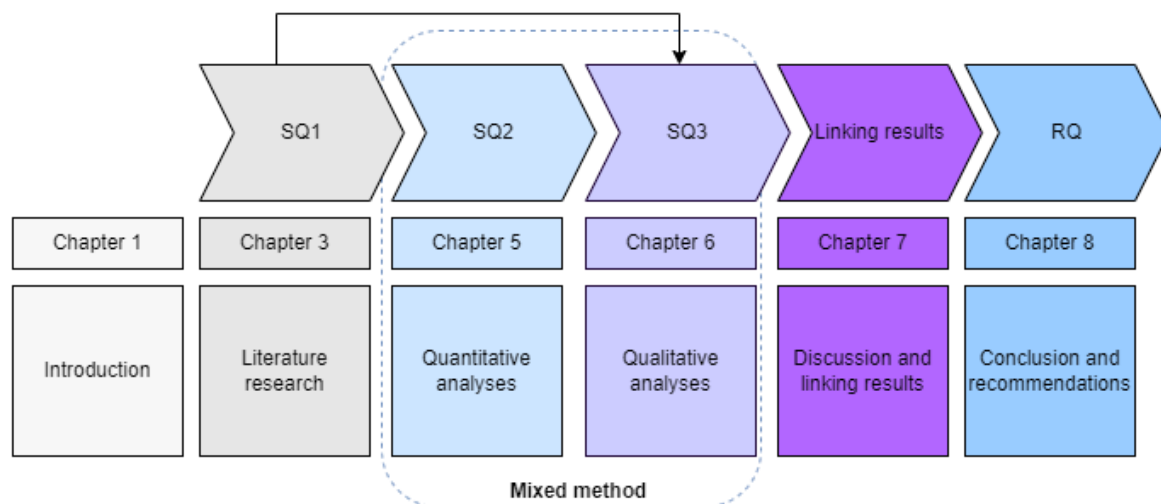 SQ1
SQ2
SQ3
Linking results
RQ
Chapter 1
Chapter 3
Chapter 5
Chapter 6
Chapter 7
Chapter 8
Introduction
Literature
research
Quantitative
analyses
Qualitative
analyses
Discussion and
linking results
Conclusion and
recommendations
Mixed method